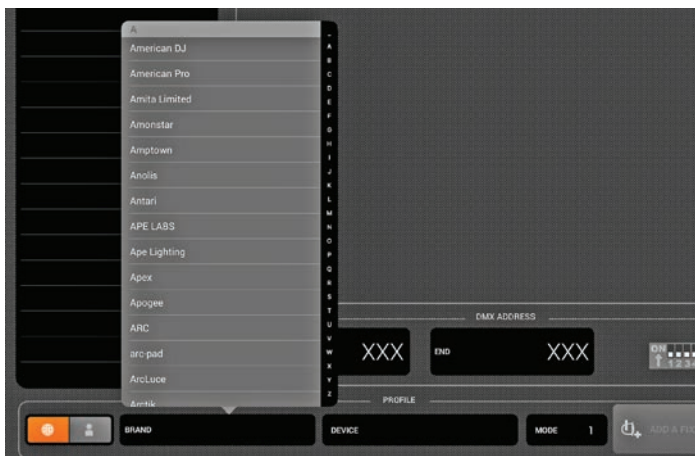 A
American DJ
American Pro
Amita Limited
Amonstar
Amptown
Anolis
Antari
APE LABS
Ape Lighting
Apex
Apogee
ARC
arc-pad
ArcLuce
Arctik
A
B
C
D
E
F
G
H
I
J
K
L
M
N
O
P
Q
R
S
T
U
V
W
X
Y
Z
DMX ADDRESS
XXX
END XXX
ON
1 2 3 4
PROFILE
BRAND
DEVICE
MODE 1
ADD A FIX